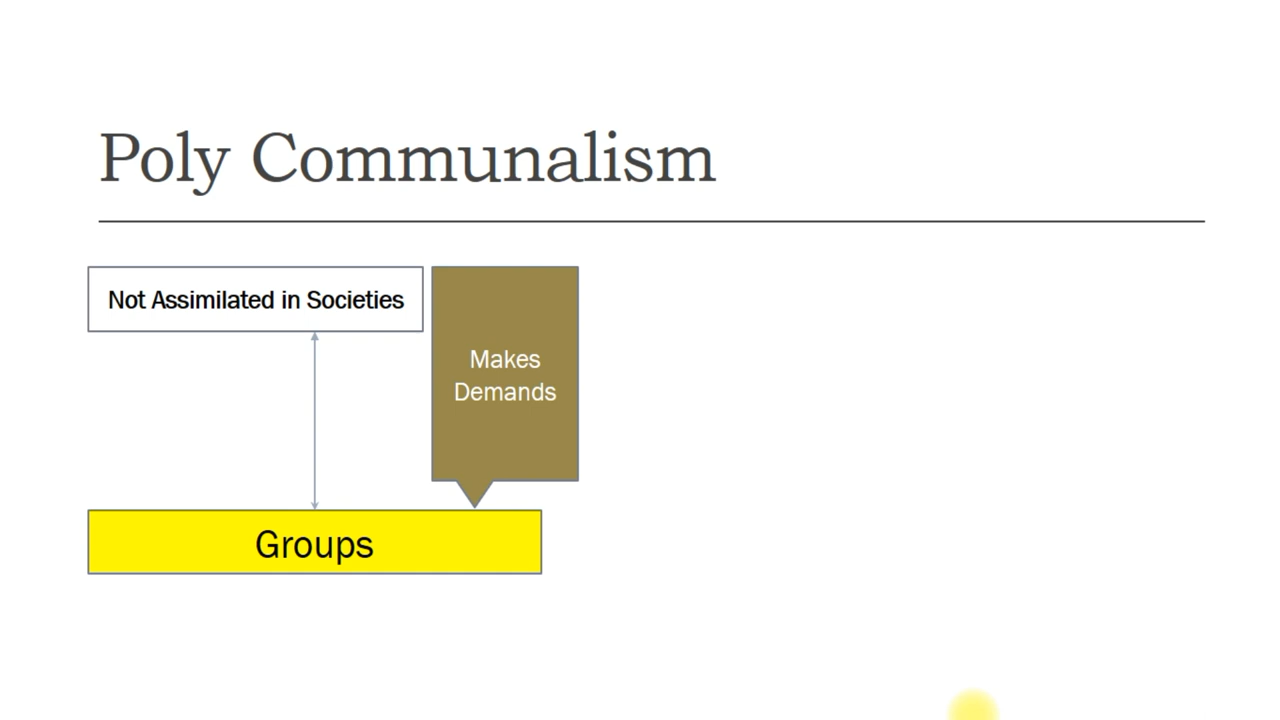 Poly Communalism
Not Assimilated in Societies
Makes
Demands
Groups